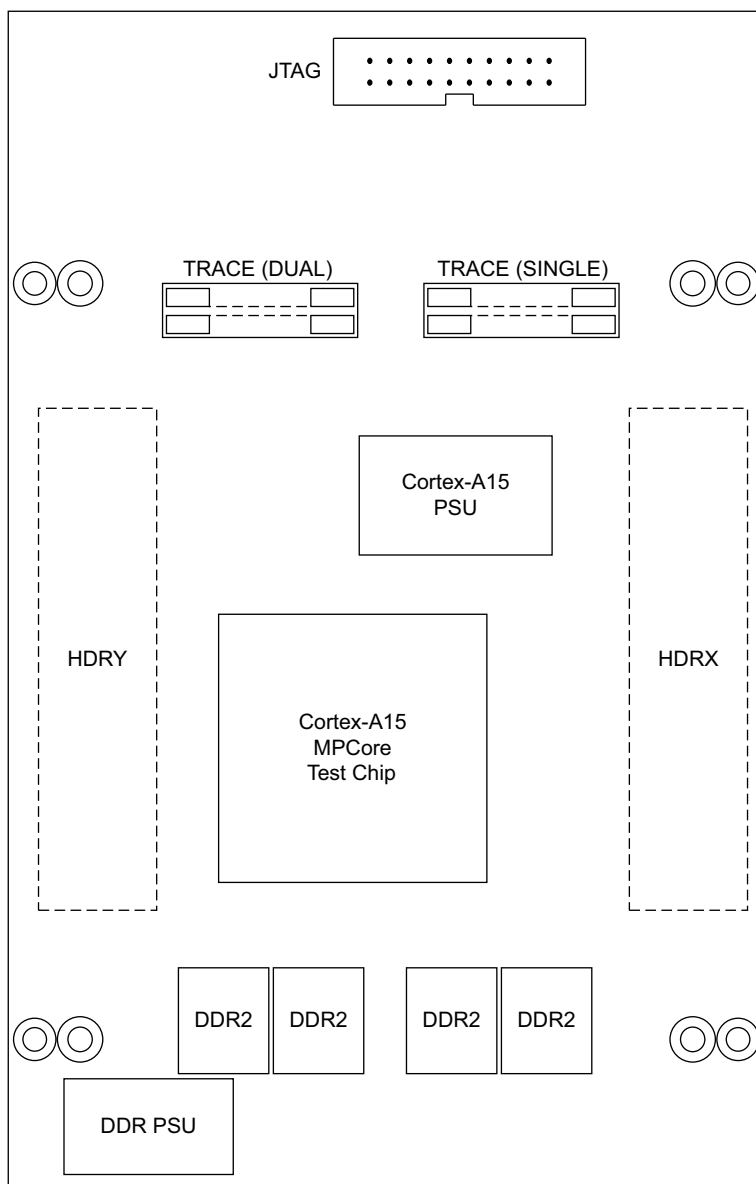 JTAG
TRACE (DUAL)
TRACE (SINGLE)
Cortex-A15
PSU
HDRY
HDRX
Cortex-A15
MPCore
Test Chip
DDR2
DDR2
DDR2
DDR2
DDR PSU